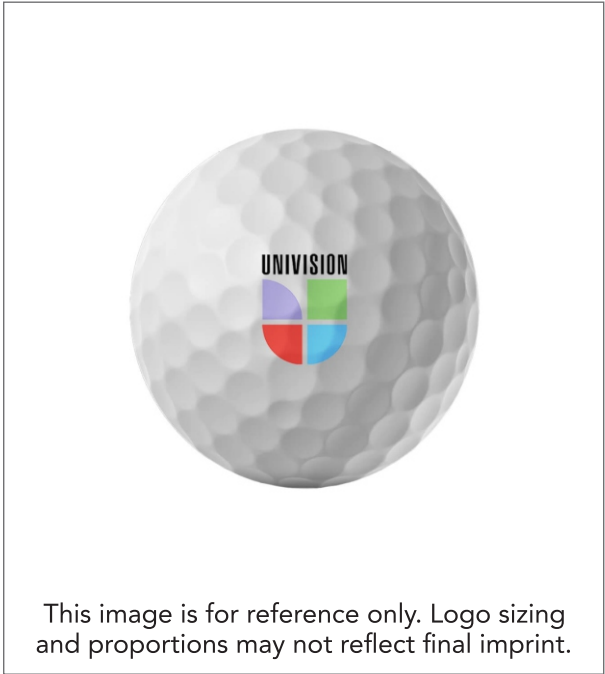 UNIVISION
This image is for reference only. Logo sizing
and proportions may not reflect final imprint.